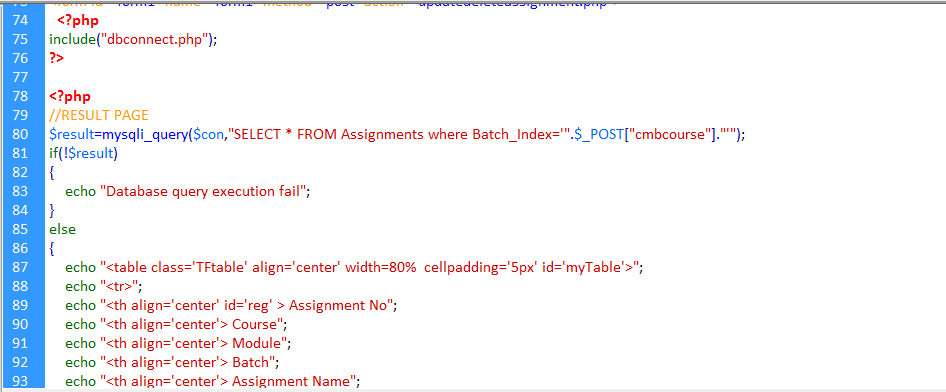 74 <?php
75 include("dbconnect.php");
76 ?>
77
78 <?php
79 //RESULT PAGE
80 $result=mysqli_query($con,"SELECT * FROM Assignments where Batch_Index='".$_POST["cmbcourse"]."'");
81 if(!$result)
82 {
83 echo "Database query execution fail";
84 }
85 else
86 {
87 echo "<table class='TFtable' align='center' width=80%  cellpadding='5px' id='myTable'>";
88 echo "<tr>";
89 echo "<th align='center' id='reg' > Assignment No";
90 echo "<th align='center'> Course";
91 echo "<th align='center'> Module";
92 echo "<th align='center'> Batch";
93 echo "<th align='center'> Assignment Name";